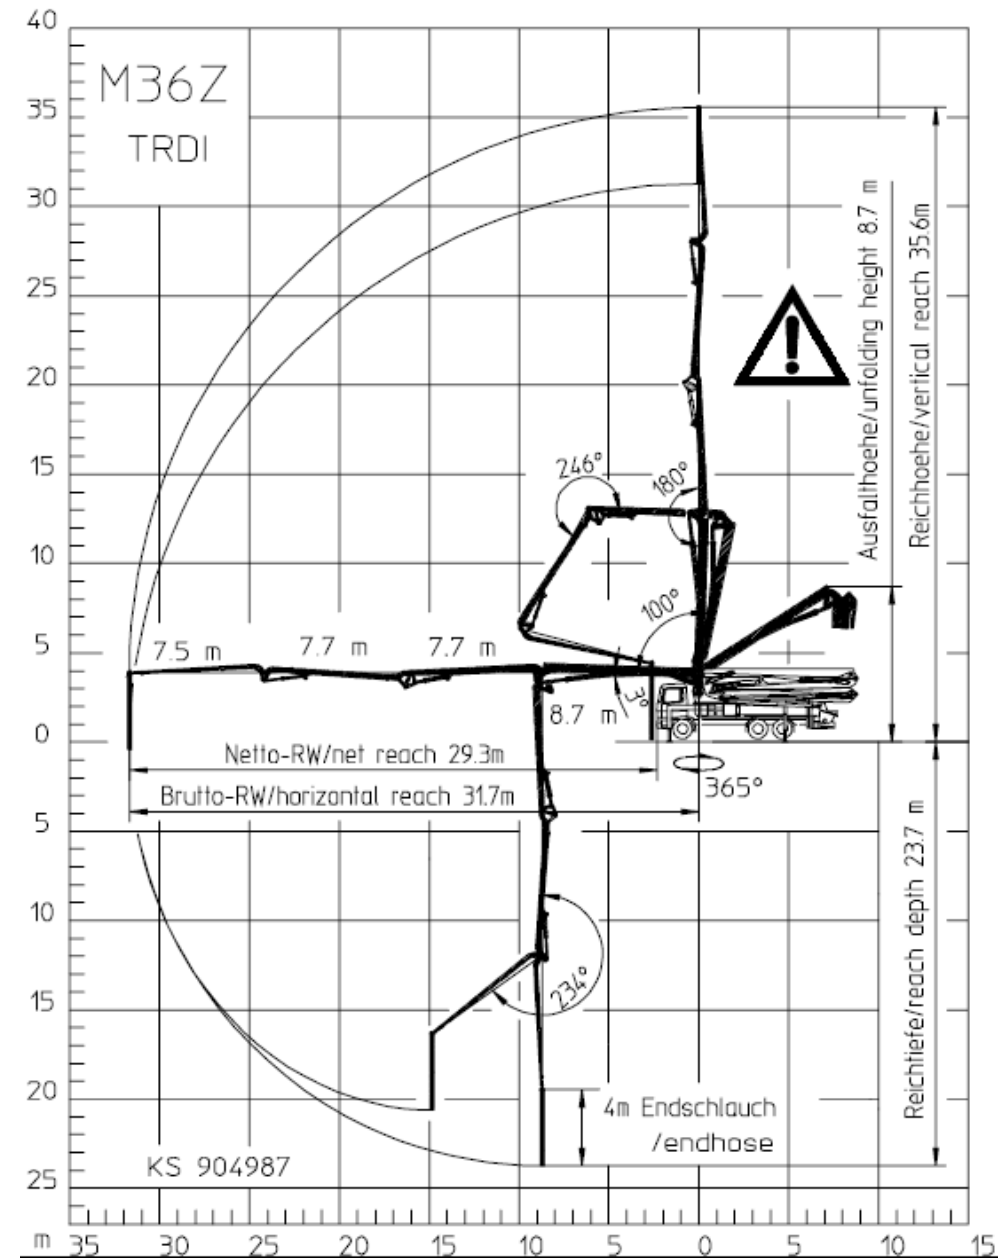 40
M36Z
TRDI
35
30
25
20
15
10
5
0
5
10
15
20
25
Ausfalthoehe/unfolding height 8.7 m
Reichhoehe/vertical reach 35.6m
246°
180°
100°
7.5 m
7.7 m
7.7 m
8.7 m
3°
Netto-RW/net reach 29.3m
365°
Brutto-RW/horizontal reach 31.7m
Reichtiefe/reach depth 23.7 m
234°
4m Endschlauch
/endhose
KS 904987
m 35 30 25 20 15 10 5 0 5 10 15